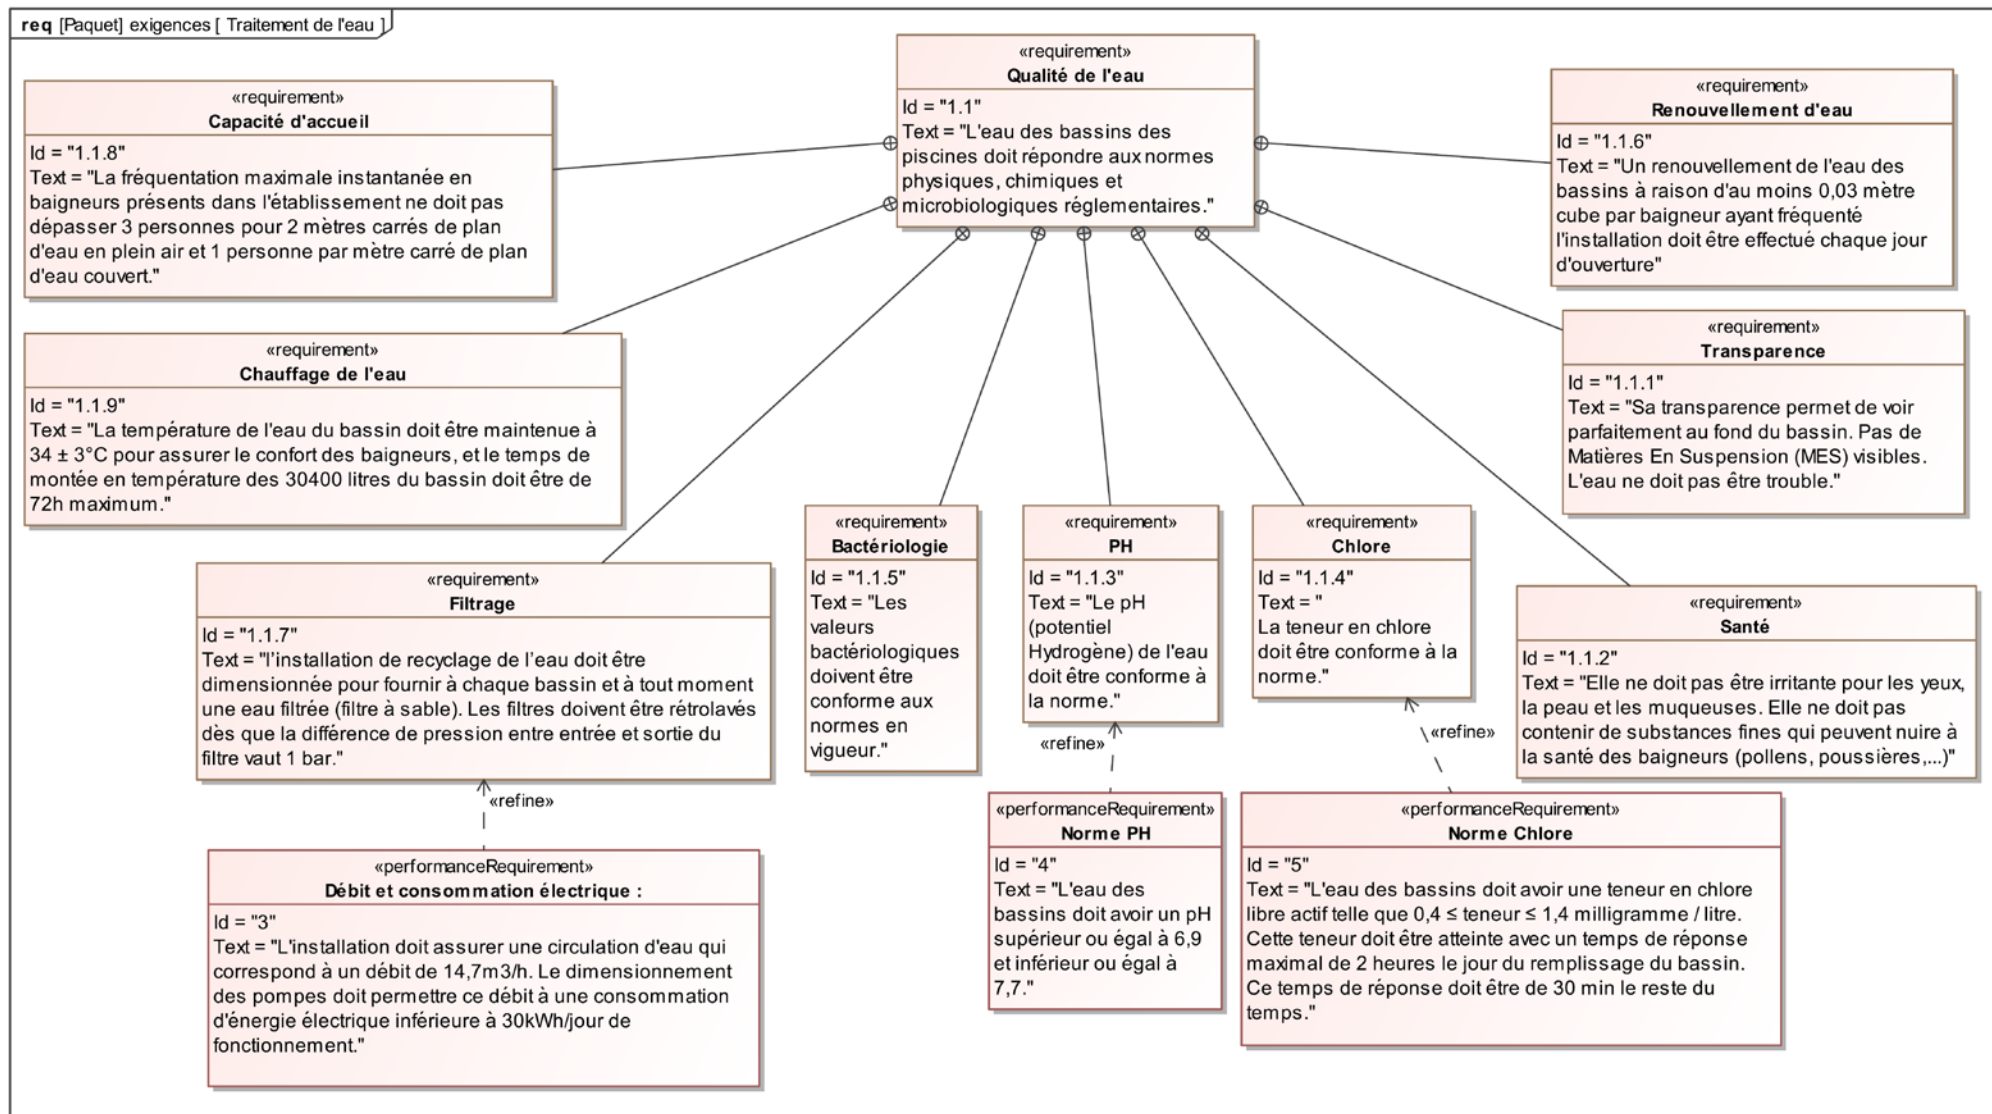 req [Paquet] exigences [ Traitement de l'eau ]
«requirement»
Qualité de l'eau
Id = "1.1"
Text = "L'eau des bassins des
piscines doit répondre aux normes
physiques, chimiques et
microbiologiques réglementaires."
«requirement»
Capacité d'accueil
Id = "1.1.8"
Text = "La fréquentation maximale instantanée en
baigneurs présents dans l'établissement ne doit pas
dépasser 3 personnes pour 2 mètres carrés de plan
d'eau en plein air et 1 personne par mètre carré de plan
d'eau couvert."
«requirement»
Renouvellement d'eau
Id = "1.1.6"
Text = "Un renouvellement de l'eau des
bassins à raison d'au moins 0,03 mètre
cube par baigneur ayant fréquenté
l'installation doit être effectué chaque jour
d'ouverture"
«requirement»
Chauffage de l'eau
Id = "1.1.9"
Text = "La température de l'eau du bassin doit être maintenue à
34 ± 3°C pour assurer le confort des baigneurs, et le temps de
montée en température des 30400 litres du bassin doit être de
72h maximum."
«requirement»
Transparence
Id = "1.1.1"
Text = "Sa transparence permet de voir
parfaitement au fond du bassin. Pas de
Matières En Suspension (MES) visibles.
L'eau ne doit pas être trouble."
«requirement»
Filtrage
Id = "1.1.7"
Text = "l’installation de recyclage de l’eau doit être
dimensionnée pour fournir à chaque bassin et à tout moment
une eau filtrée (filtre à sable). Les filtres doivent être rétrolavés
dès que la différence de pression entre entrée et sortie du
filtre vaut 1 bar."
«requirement»
Bactériologie
Id = "1.1.5"
Text = "Les
valeurs
bactériologiques
doivent être
conforme aux
normes en
vigueur."
«requirement»
PH
Id = "1.1.3"
Text = "Le pH
(potentiel
Hydrogène) de l'eau
doit être conforme à
la norme."
«requirement»
Chlore
Id = "1.1.4"
Text = "
La teneur en chlore
doit être conforme à la
norme."
«requirement»
Santé
Id = "1.1.2"
Text = "Elle ne doit pas être irritante pour les yeux,
la peau et les muqueuses. Elle ne doit pas
contenir de substances fines qui peuvent nuire à
la santé des baigneurs (pollens, poussières,...)"
«refine»
«refine»
«refine»
«performanceRequirement»
Débit et consommation électrique :
Id = "3"
Text = "L'installation doit assurer une circulation d'eau qui
correspond à un débit de 14,7m3/h. Le dimensionnement
des pompes doit permettre ce débit à une consommation
d'énergie électrique inférieure à 30kWh/jour de
fonctionnement."
«performanceRequirement»
Norme PH
Id = "4"
Text = "L'eau des
bassins doit avoir un pH
supérieur ou égal à 6,9
et inférieur ou égal à
7,7."
«performanceRequirement»
Norme Chlore
Id = "5"
Text = "L'eau des bassins doit avoir une teneur en chlore
libre actif telle que 0,4 ≤ teneur ≤ 1,4 milligramme / litre.
Cette teneur doit être atteinte avec un temps de réponse
maximal de 2 heures le jour du remplissage du bassin.
Ce temps de réponse doit être de 30 min le reste du
temps."